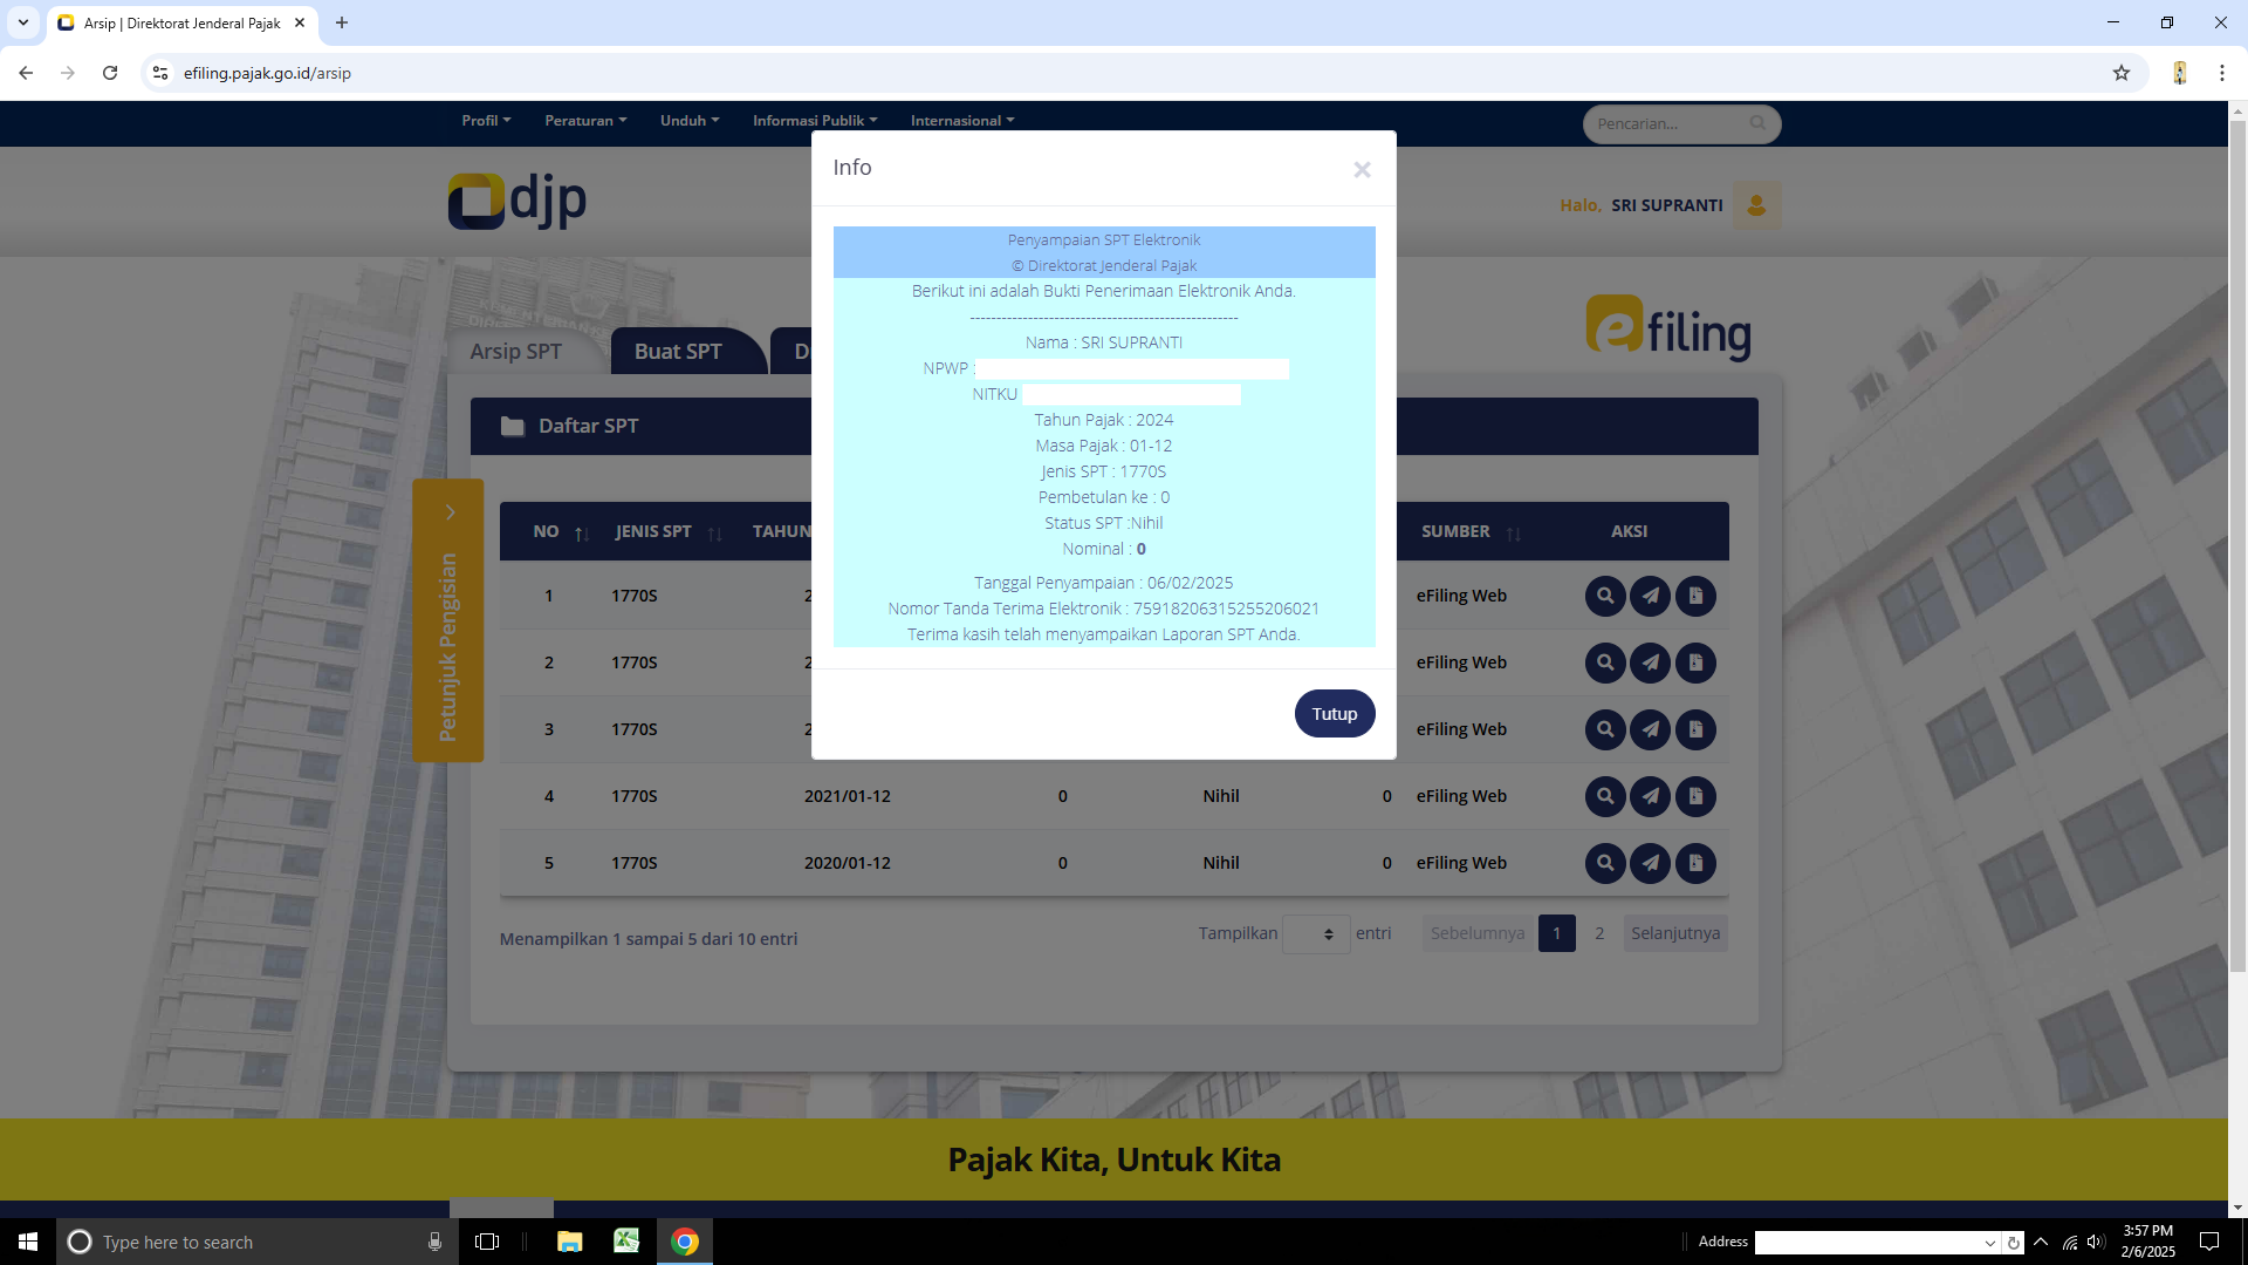 Arsip | Direktorat Jenderal Pajak
efiling.pajak.go.id/arsip
Profil Peraturan Unduh Informasi Publik Internasional
Pencarian...
djp
Halo, SRI SUPRANTI
efiling
Arsip SPT Buat SPT D
Daftar SPT
Petunjuk Pengisian
NO JENIS SPT TAHUN SUMBER AKSI
1 1770S 2 eFiling Web
2 1770S 2 eFiling Web
3 1770S 2 eFiling Web
4 1770S 2021/01-12 0 Nihil 0 eFiling Web
5 1770S 2020/01-12 0 Nihil 0 eFiling Web
Menampilkan 1 sampai 5 dari 10 entri
Tampilkan entri Sebelumnya 1 2 Selanjutnya
Info
Penyampaian SPT Elektronik
© Direktorat Jenderal Pajak
Berikut ini adalah Bukti Penerimaan Elektronik Anda.
--------------------------------------------------
Nama : SRI SUPRANTI
NPWP :
NITKU
Tahun Pajak : 2024
Masa Pajak : 01-12
Jenis SPT : 1770S
Pembetulan ke : 0
Status SPT :Nihil
Nominal : 0
Tanggal Penyampaian : 06/02/2025
Nomor Tanda Terima Elektronik : 75918206315255206021
Terima kasih telah menyampaikan Laporan SPT Anda.
Tutup
Pajak Kita, Untuk Kita
Type here to search
Address
3:57 PM
2/6/2025